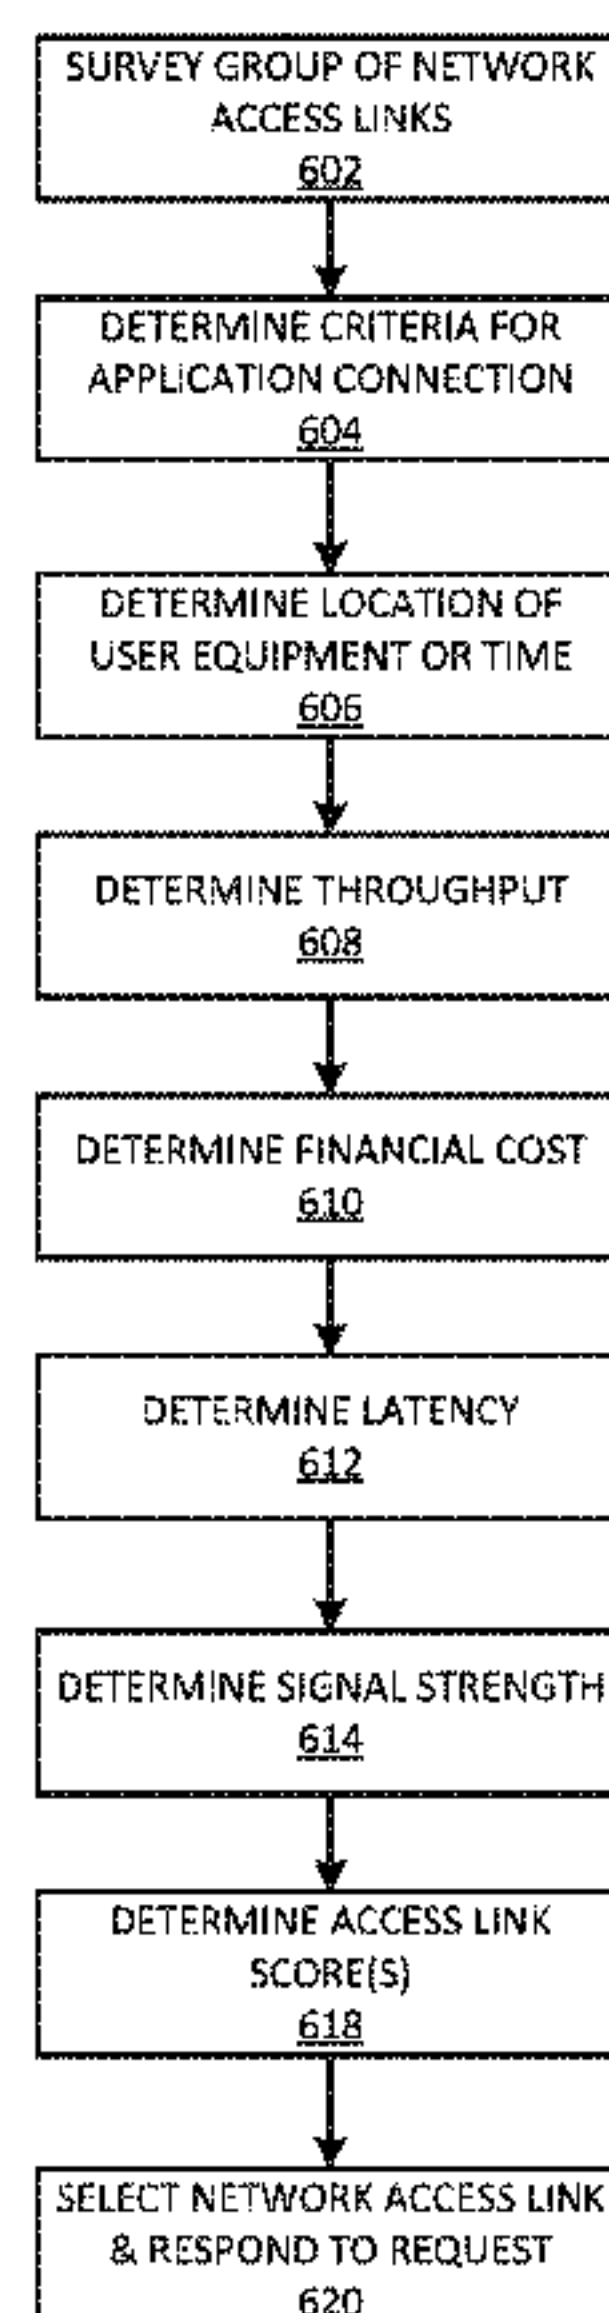 SURVEY GROUP OF NETWORK
ACCESS LINKS
602
DETERMINE CRITERIA FOR
APPLICATION CONNECTION
604
DETERMINE LOCATION OF
USER EQUIPMENT OR TIME
606
DETERMINE THROUGHPUT
608
DETERMINE FINANCIAL COST
610
DETERMINE LATENCY
612
DETERMINE SIGNAL STRENGTH
614
DETERMINE ACCESS LINK
SCORE(S)
618
SELECT NETWORK ACCESS LINK
& RESPOND TO REQUEST
620